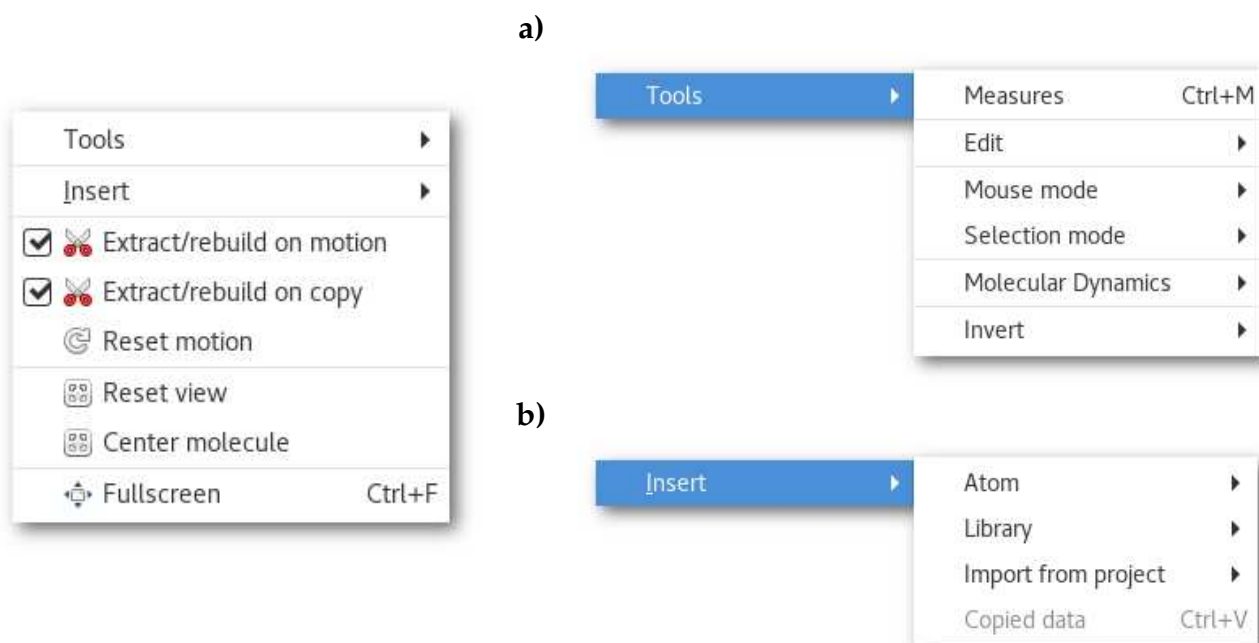 Tools
Insert
Extract/rebuild on motion
Extract/rebuild on copy
Reset motion
Reset view
Center molecule
Fullscreen Ctrl+F
a)
Tools
Measures Ctrl+M
Edit
Mouse mode
Selection mode
Molecular Dynamics
Invert
b)
Insert
Atom
Library
Import from project
Copied data Ctrl+V